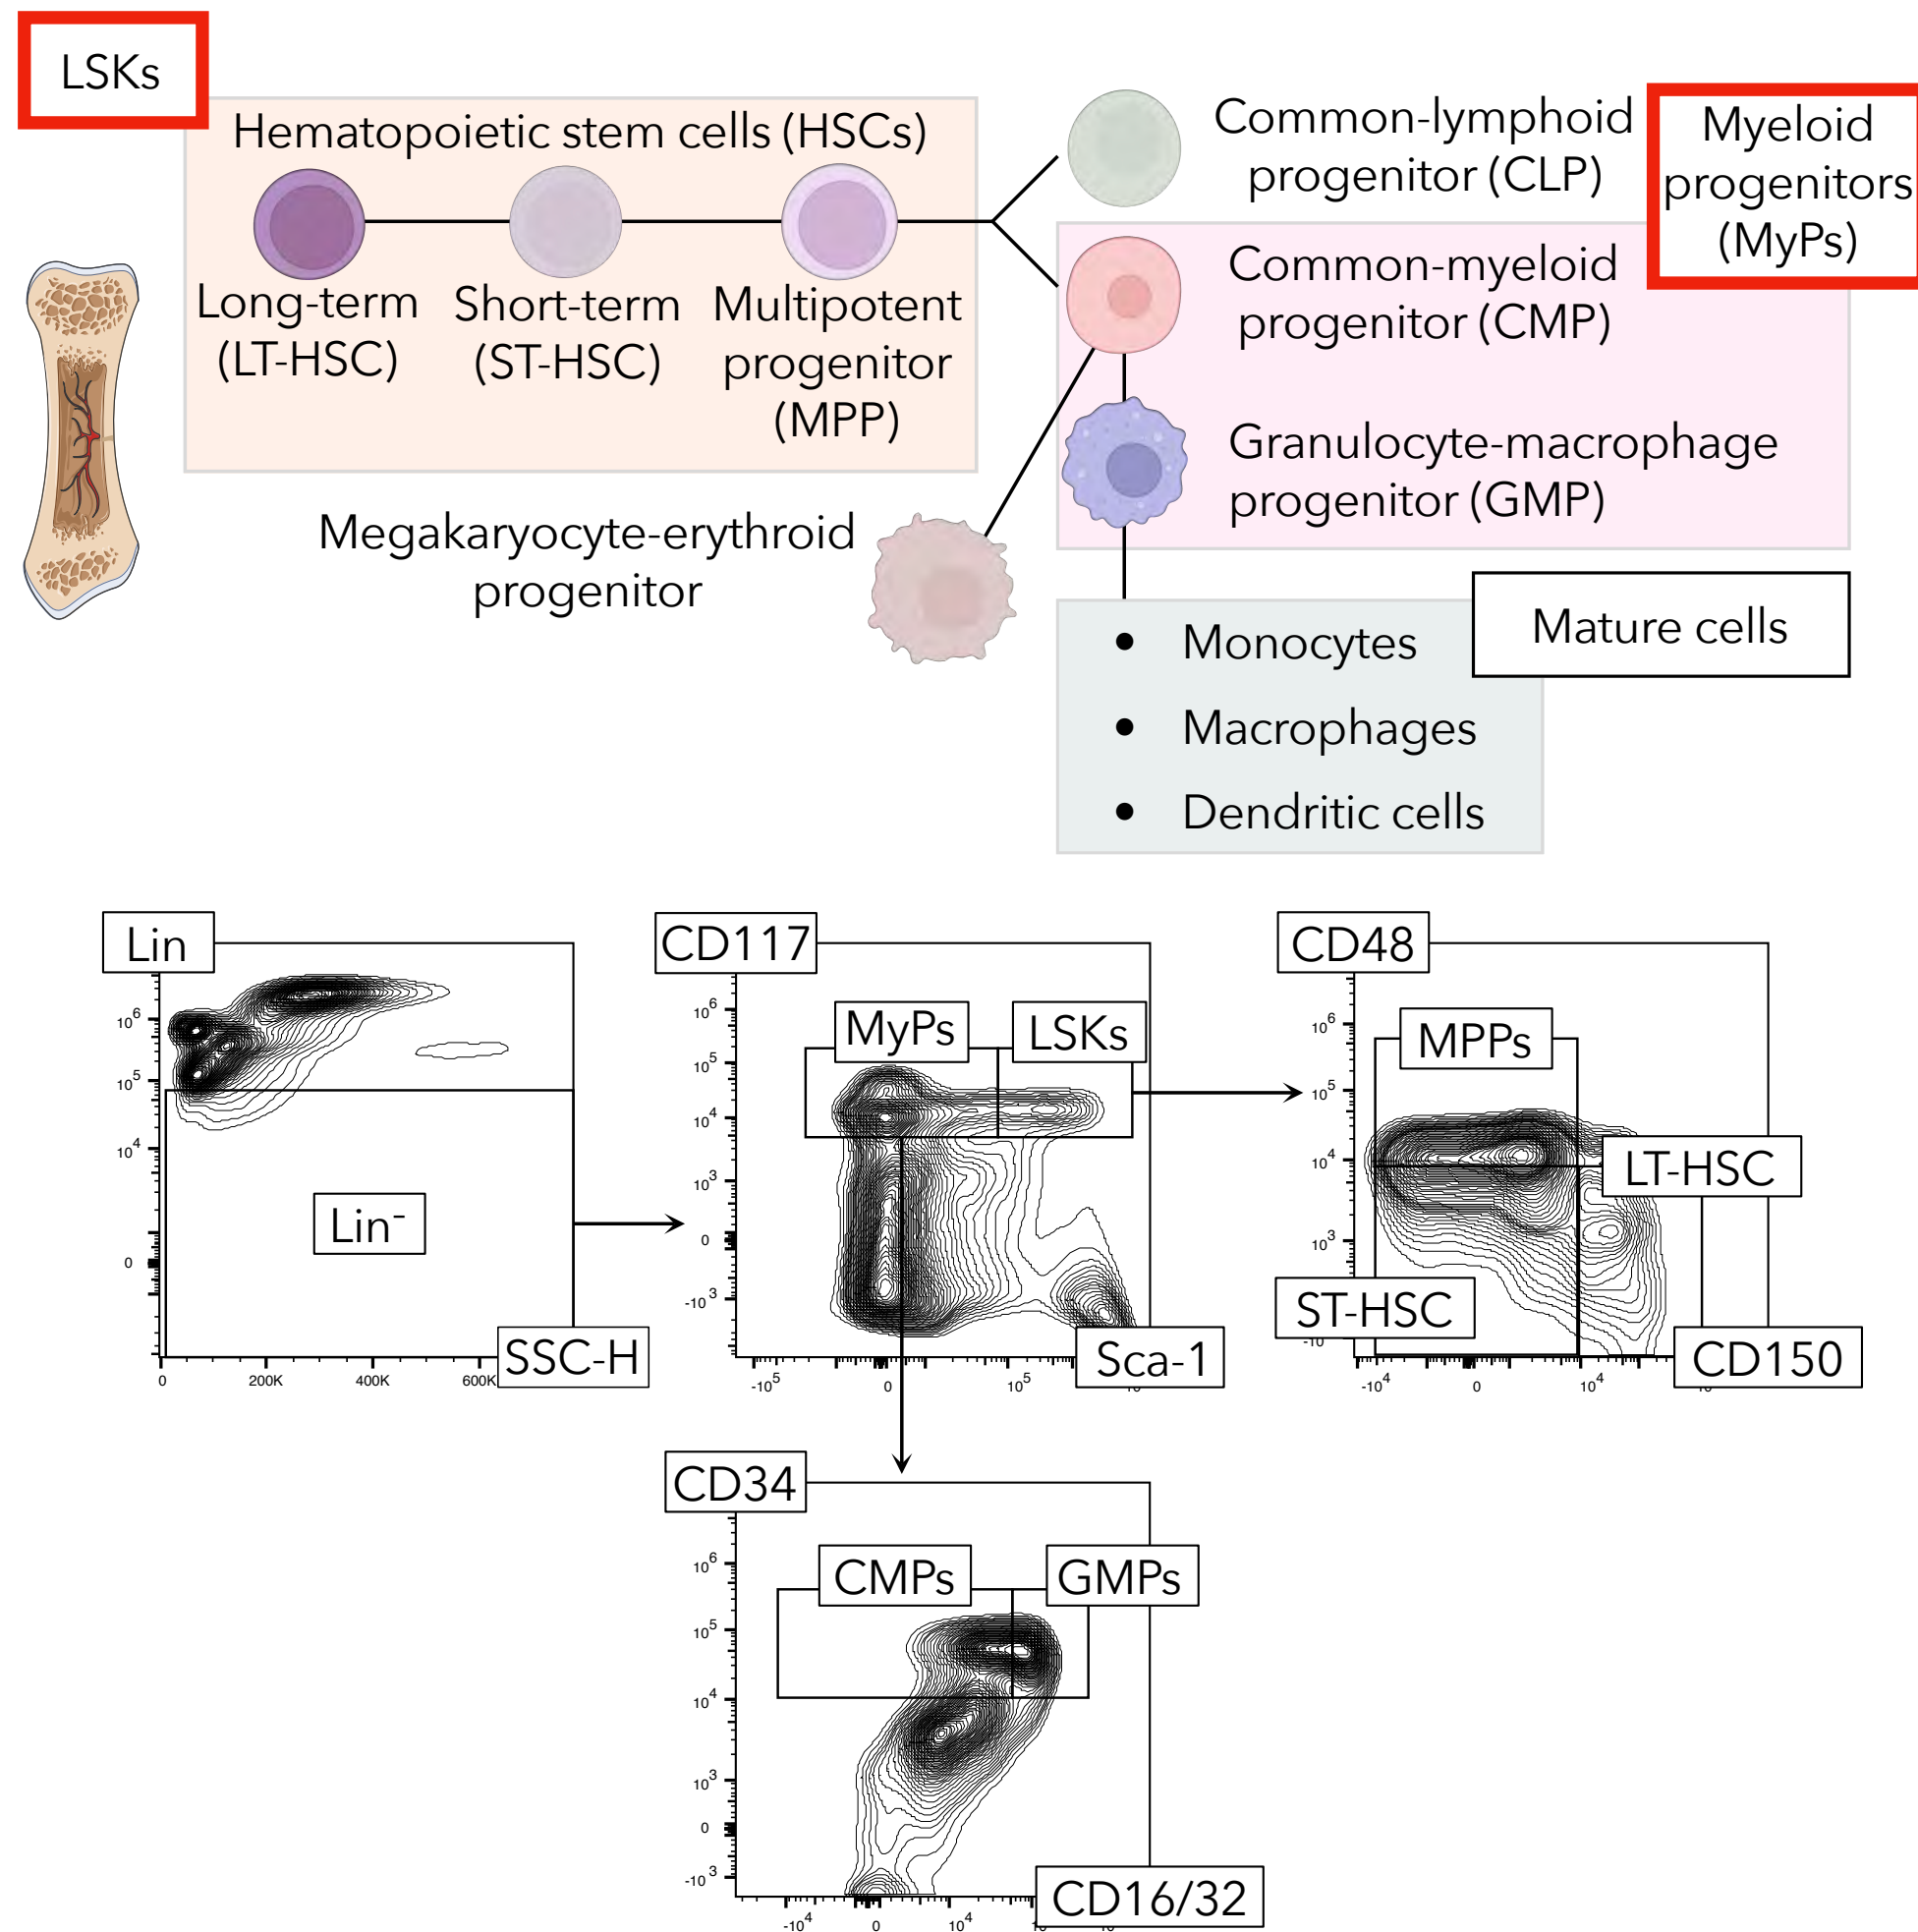 LSKs
Hematopoietic stem cells (HSCs)
Long-term
(LT-HSC)
Short-term
(ST-HSC)
Multipotent
progenitor
(MPP)
Common-lymphoid
progenitor (CLP)
Myeloid
progenitors
(MyPs)
Common-myeloid
progenitor (CMP)
Granulocyte-macrophage
progenitor (GMP)
Megakaryocyte-erythroid
progenitor
Mature cells
• Monocytes
• Macrophages
• Dendritic cells
Lin
10^6
10^5
10^4
0
Lin⁻
0 200K 400K 600K
SSC-H
CD117
MyPs
LSKs
10^6
10^5
10^4
10^3
0
-10^3
-10^5 0 10^5
Sca-1
CD48
MPPs
10^6
10^5
10^4
10^3
LT-HSC
ST-HSC
-10
-10^4 0 10^4
CD150
CD34
CMPs
GMPs
10^6
10^5
10^4
10^3
0
-10^3
-10^4 0 10^4
CD16/32